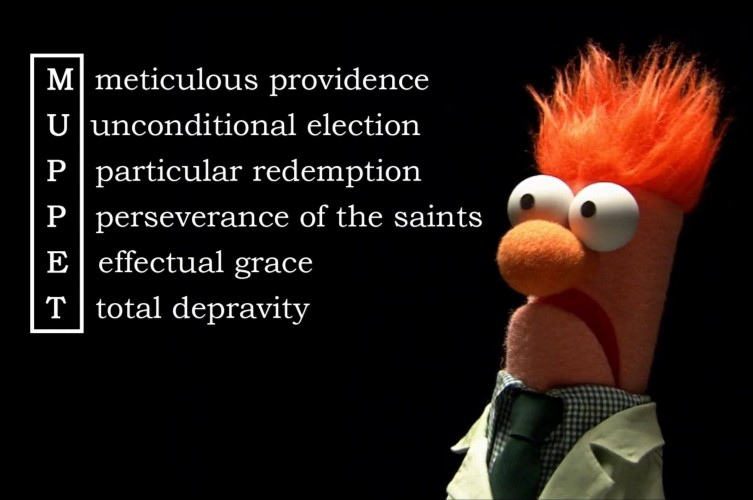 M meticulous providence
U unconditional election
P particular redemption
P perseverance of the saints
E effectual grace
T total depravity